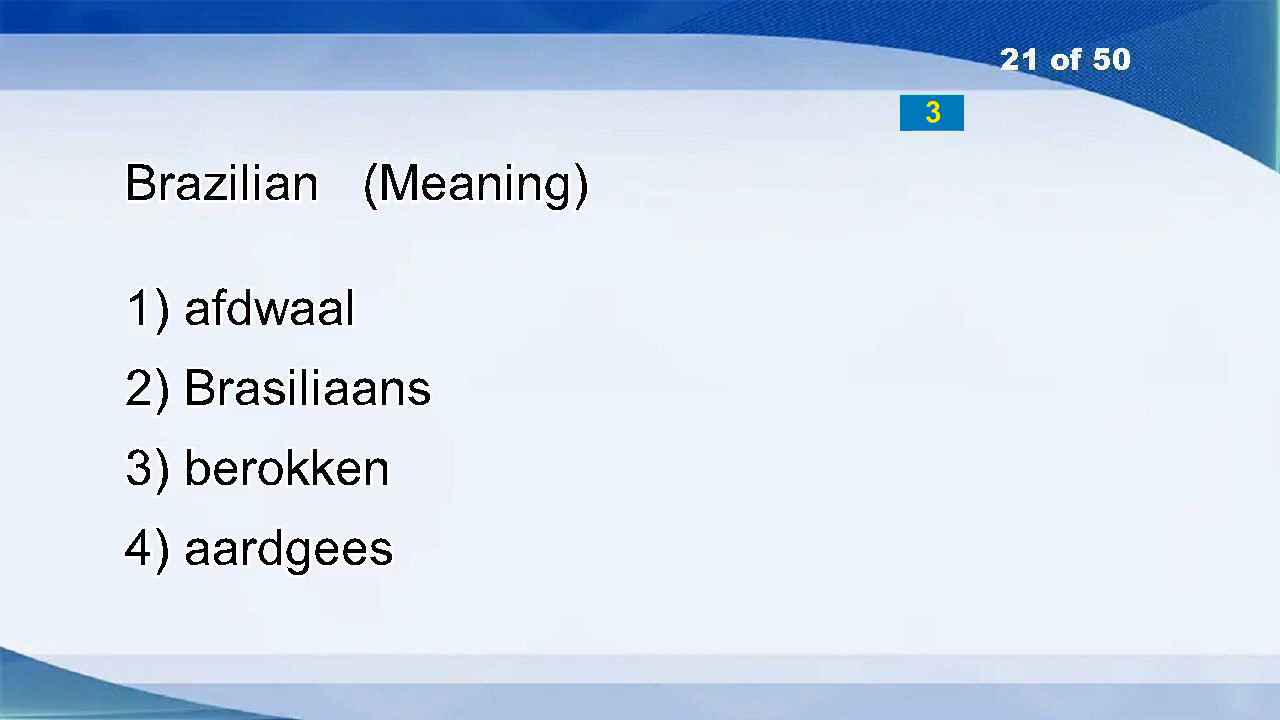 21 of 50
3
Brazilian (Meaning)
1) afdwaal
2) Brasiliaans
3) berokken
4) aardgees